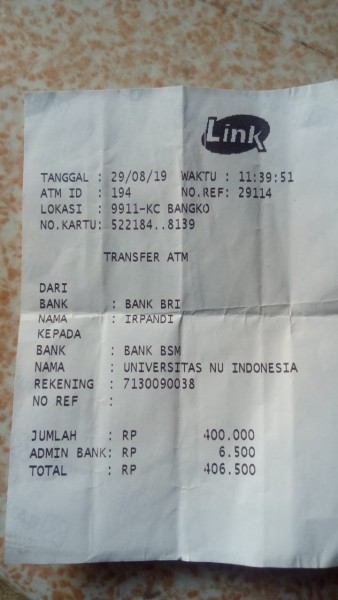 Link
TANGGAL : 29/08/19 WAKTU : 11:39:51
ATM ID : 194 NO.REF: 29114
LOKASI : 9911-KC BANGKO
NO.KARTU: 522184..8139
TRANSFER ATM
DARI
BANK : BANK BRI
NAMA : IRPANDI
KEPADA
BANK : BANK BSM
NAMA : UNIVERSITAS NU INDONESIA
REKENING : 7130090038
NO REF :
JUMLAH : RP 400.000
ADMIN BANK: RP 6.500
TOTAL : RP 406.500